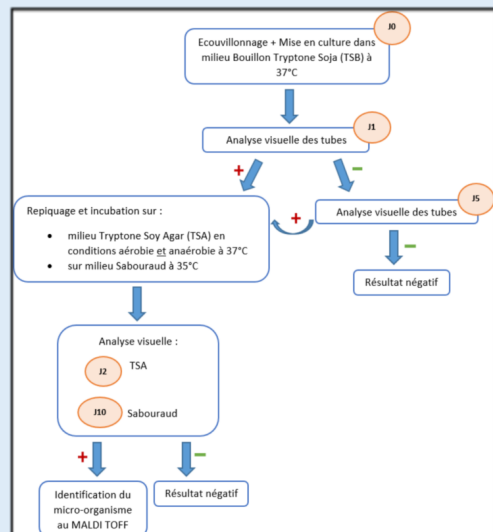 J0
Ecouvillonnage + Mise en culture dans
milieu Bouillon Tryptone Soja (TSB) à
37°C
J1
Analyse visuelle des tubes
+
−
J5
Repiquage et incubation sur :
• milieu Tryptone Soy Agar (TSA) en
conditions aérobie et anaérobie à 37°C
• sur milieu Sabouraud à 35°C
+
Analyse visuelle des tubes
−
Résultat négatif
Analyse visuelle :
J2 TSA
J10 Sabouraud
+
−
Identification du
micro-organisme
au MALDI TOFF
Résultat négatif